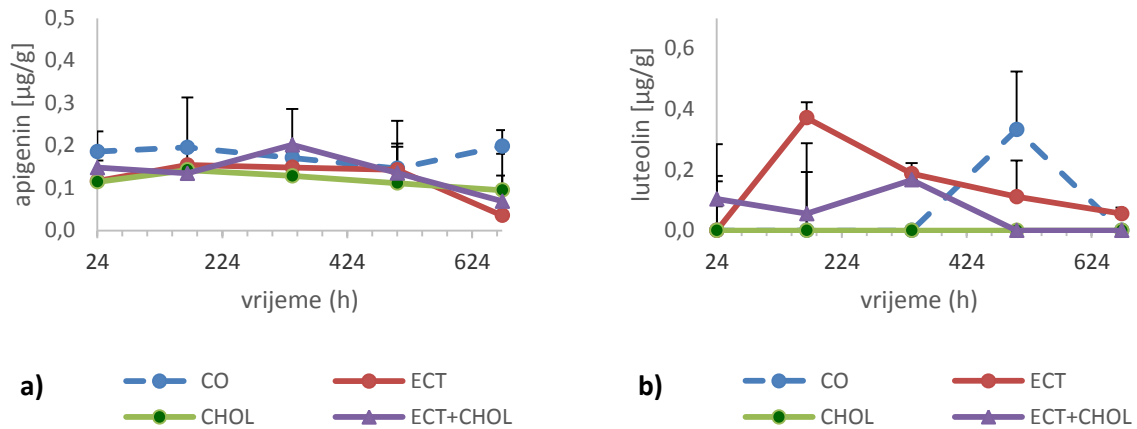 0,5
0,4
0,3
0,2
0,1
0,0
apigenin [µg/g]
24 224 424 624
vrijeme (h)
a)
CO ECT
CHOL ECT+CHOL
0,6
0,4
0,2
0,0
luteolin [µg/g]
24 224 424 624
vrijeme (h)
b)
CO ECT
CHOL ECT+CHOL